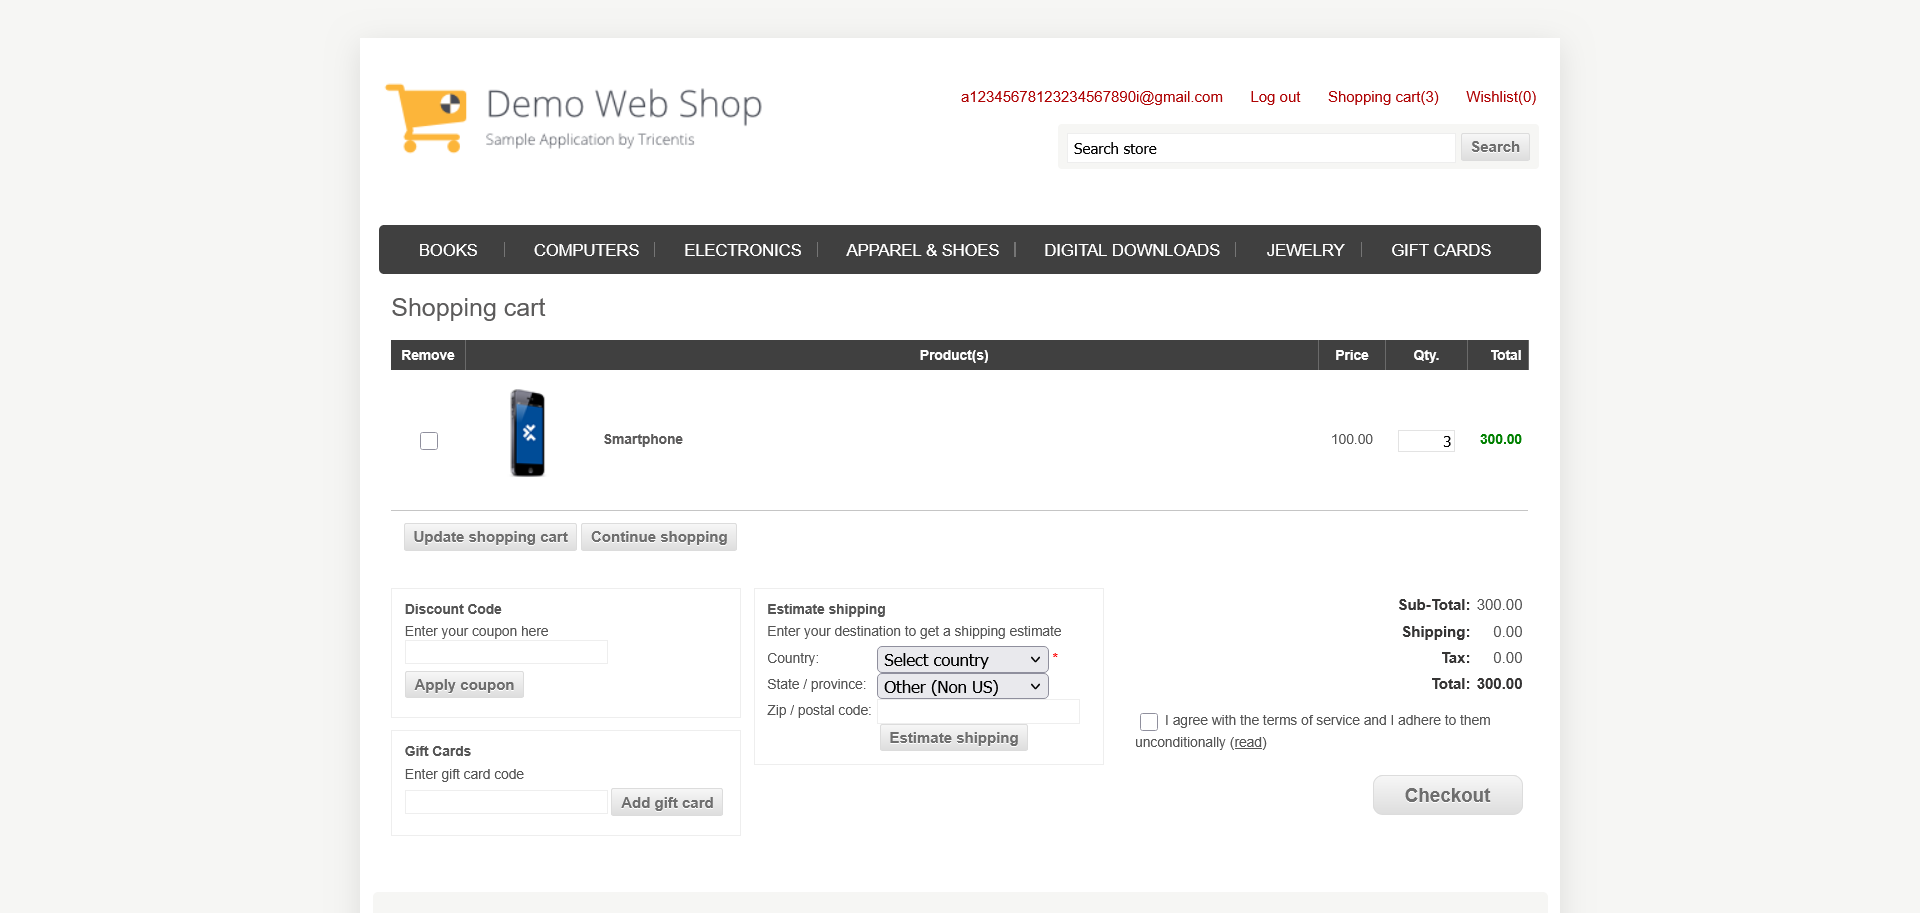 Demo Web Shop
Sample Application by Tricentis
a12345678123234567890i@gmail.com Log out Shopping cart(3) Wishlist(0)
Search store Search
BOOKS COMPUTERS ELECTRONICS APPAREL & SHOES DIGITAL DOWNLOADS JEWELRY GIFT CARDS
Shopping cart
Remove Product(s) Price Qty. Total
Smartphone 100.00 3 300.00
Update shopping cart Continue shopping
Discount Code
Enter your coupon here
Apply coupon
Gift Cards
Enter gift card code
Add gift card
Estimate shipping
Enter your destination to get a shipping estimate
Country: Select country *
State / province: Other (Non US)
Zip / postal code:
Estimate shipping
Sub-Total: 300.00
Shipping: 0.00
Tax: 0.00
Total: 300.00
I agree with the terms of service and I adhere to them
unconditionally (read)
Checkout